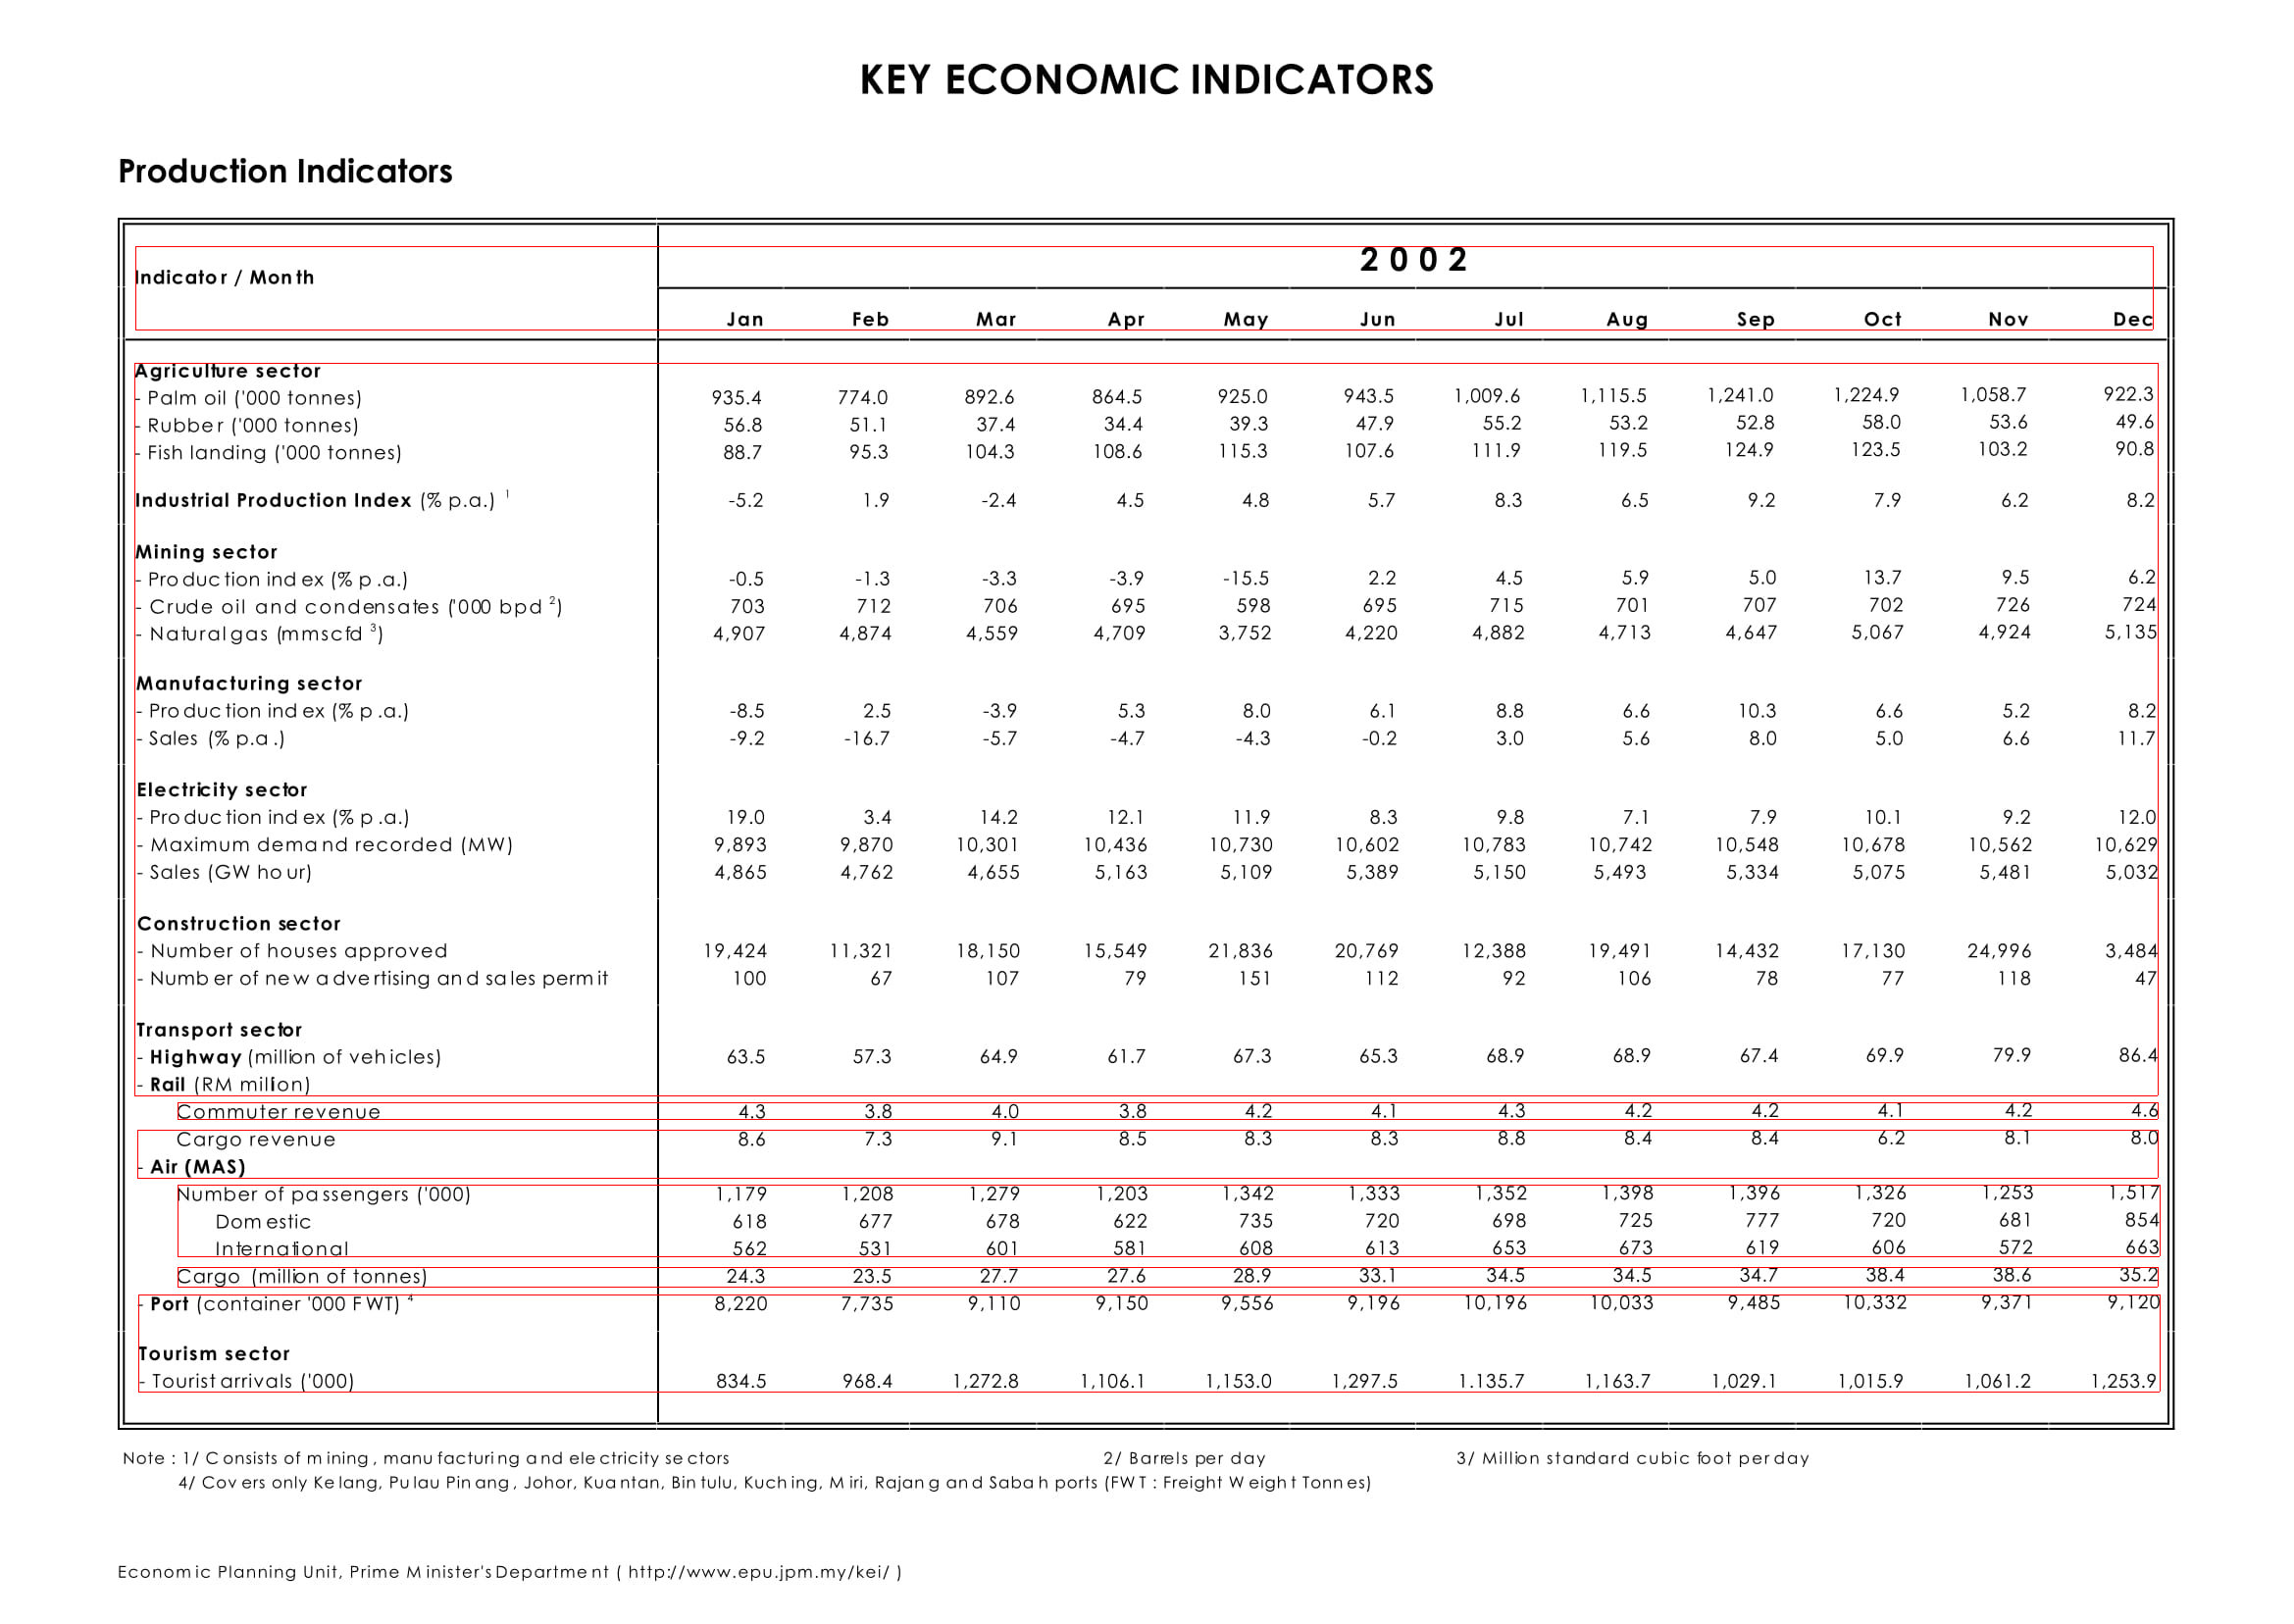 KEY ECONOMIC INDICATORS
Production Indicators
2002
Indicator / Month
Jan Feb Mar Apr May Jun Jul Aug Sep Oct Nov Dec
Agriculture sector
- Palm oil ('000 tonnes) 935.4 774.0 892.6 864.5 925.0 943.5 1,009.6 1,115.5 1,241.0 1,224.9 1,058.7 922.3
- Rubber ('000 tonnes) 56.8 51.1 37.4 34.4 39.3 47.9 55.2 53.2 52.8 58.0 53.6 49.6
- Fish landing ('000 tonnes) 88.7 95.3 104.3 108.6 115.3 107.6 111.9 119.5 124.9 123.5 103.2 90.8
Industrial Production Index (% p.a.) 1 -5.2 1.9 -2.4 4.5 4.8 5.7 8.3 6.5 9.2 7.9 6.2 8.2
Mining sector
- Production index (% p.a.) -0.5 -1.3 -3.3 -3.9 -15.5 2.2 4.5 5.9 5.0 13.7 9.5 6.2
- Crude oil and condensates ('000 bpd 2) 703 712 706 695 598 695 715 701 707 702 726 724
- Natural gas (mmscfd 3) 4,907 4,874 4,559 4,709 3,752 4,220 4,882 4,713 4,647 5,067 4,924 5,135
Manufacturing sector
- Production index (% p.a.) -8.5 2.5 -3.9 5.3 8.0 6.1 8.8 6.6 10.3 6.6 5.2 8.2
- Sales (% p.a.) -9.2 -16.7 -5.7 -4.7 -4.3 -0.2 3.0 5.6 8.0 5.0 6.6 11.7
Electricity sector
- Production index (% p.a.) 19.0 3.4 14.2 12.1 11.9 8.3 9.8 7.1 7.9 10.1 9.2 12.0
- Maximum demand recorded (MW) 9,893 9,870 10,301 10,436 10,730 10,602 10,783 10,742 10,548 10,678 10,562 10,629
- Sales (GW hour) 4,865 4,762 4,655 5,163 5,109 5,389 5,150 5,493 5,334 5,075 5,481 5,032
Construction sector
- Number of houses approved 19,424 11,321 18,150 15,549 21,836 20,769 12,388 19,491 14,432 17,130 24,996 3,484
- Number of new advertising and sales permit 100 67 107 79 151 112 92 106 78 77 118 47
Transport sector
- Highway (million of vehicles) 63.5 57.3 64.9 61.7 67.3 65.3 68.9 68.9 67.4 69.9 79.9 86.4
- Rail (RM million)
Commuter revenue 4.3 3.8 4.0 3.8 4.2 4.1 4.3 4.2 4.2 4.1 4.2 4.6
Cargo revenue 8.6 7.3 9.1 8.5 8.3 8.3 8.8 8.4 8.4 6.2 8.1 8.0
- Air (MAS)
Number of passengers ('000) 1,179 1,208 1,279 1,203 1,342 1,333 1,352 1,398 1,396 1,326 1,253 1,517
Domestic 618 677 678 622 735 720 698 725 777 720 681 854
International 562 531 601 581 608 613 653 673 619 606 572 663
Cargo (million of tonnes) 24.3 23.5 27.7 27.6 28.9 33.1 34.5 34.5 34.7 38.4 38.6 35.2
- Port (container '000 FWT) 4 8,220 7,735 9,110 9,150 9,556 9,196 10,196 10,033 9,485 10,332 9,371 9,120
Tourism sector
- Tourist arrivals ('000) 834.5 968.4 1,272.8 1,106.1 1,153.0 1,297.5 1.135.7 1,163.7 1,029.1 1,015.9 1,061.2 1,253.9
Note : 1/ Consists of mining, manufacturing and electricity sectors 2/ Barrels per day 3/ Million standard cubic foot per day
4/ Covers only Kelang, Pulau Pinang, Johor, Kuantan, Bintulu, Kuching, Miri, Rajang and Sabah ports (FWT : Freight Weight Tonnes)
Economic Planning Unit, Prime Minister's Department ( http://www.epu.jpm.my/kei/ )